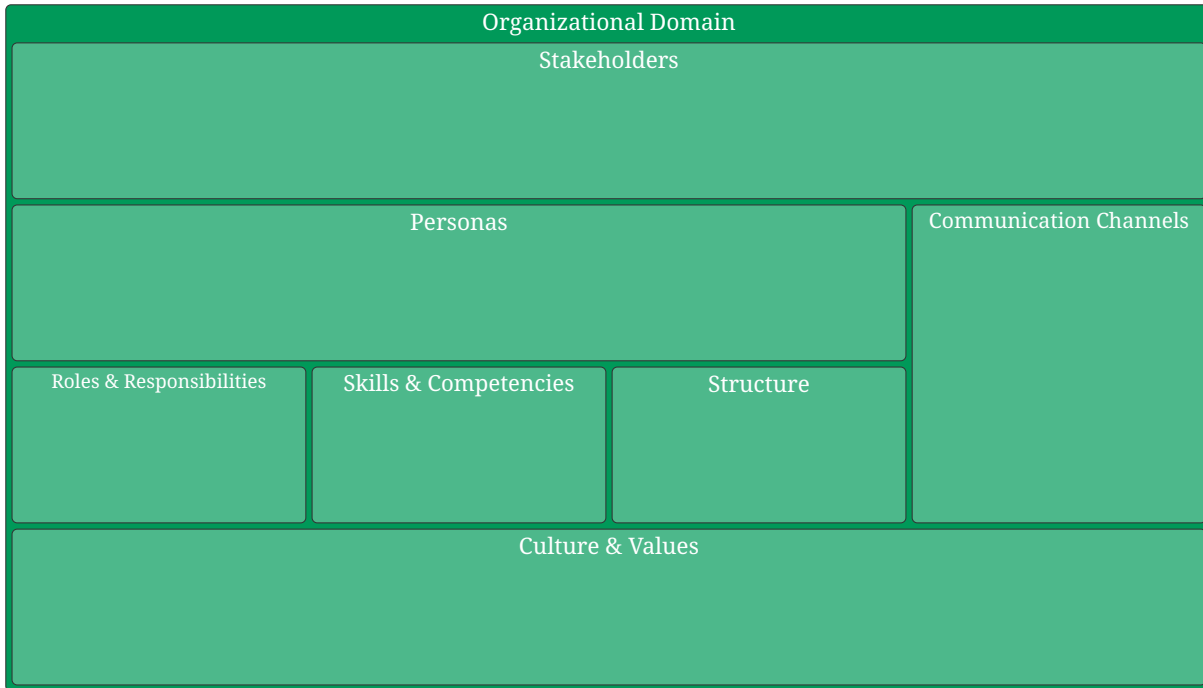 Organizational Domain
Stakeholders
Personas
Communication Channels
Roles & Responsibilities
Skills & Competencies
Structure
Culture & Values